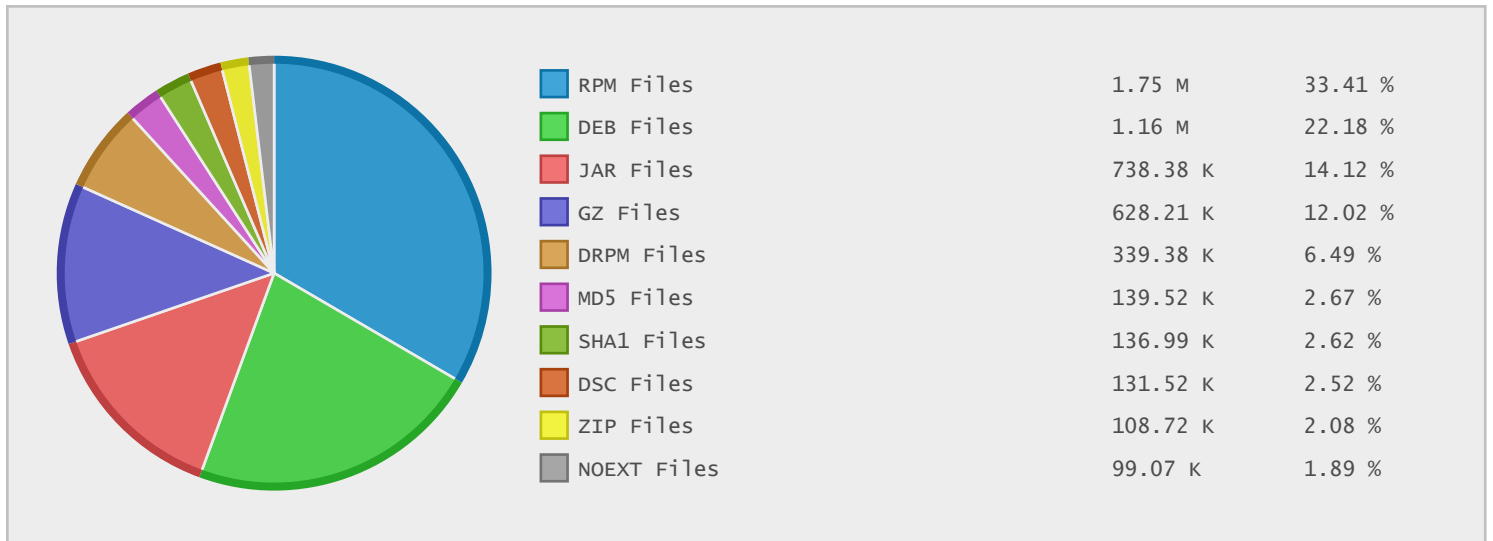 RPM Files 1.75 M 33.41 %
DEB Files 1.16 M 22.18 %
JAR Files 738.38 K 14.12 %
GZ Files 628.21 K 12.02 %
DRPM Files 339.38 K 6.49 %
MD5 Files 139.52 K 2.67 %
SHA1 Files 136.99 K 2.62 %
DSC Files 131.52 K 2.52 %
ZIP Files 108.72 K 2.08 %
NOEXT Files 99.07 K 1.89 %